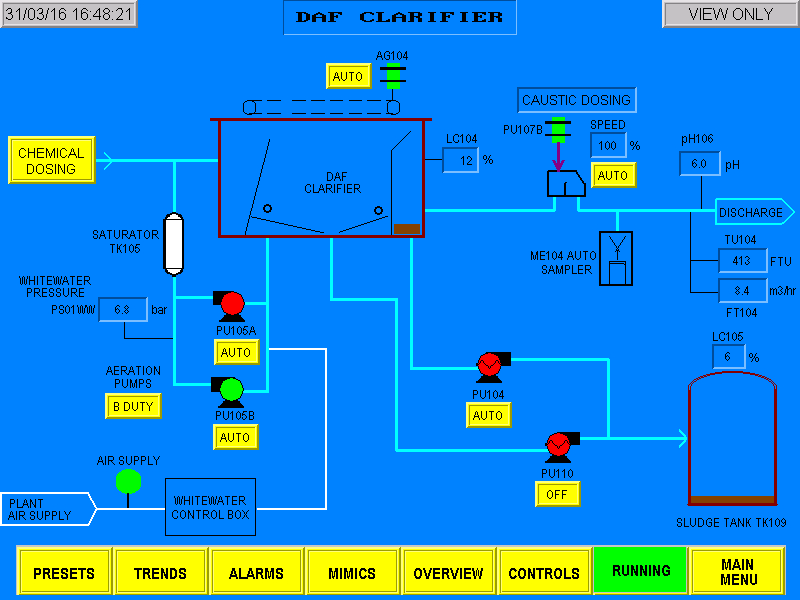 31/03/16 16:48:21
DAF CLARIFIER
VIEW ONLY
AG104
AUTO
CAUSTIC DOSING
PU107B
SPEED
100 %
AUTO
LC104
12 %
pH106
6.0 pH
CHEMICAL
DOSING
DAF
CLARIFIER
DISCHARGE
SATURATOR
TK105
ME104 AUTO
SAMPLER
TU104
413 FTU
8.4 m3/hr
FT104
WHITEWATER
PRESSURE
PS01WW 6.8 bar
PU105A
AUTO
LC105
6 %
AERATION
PUMPS
B DUTY
PU105B
AUTO
PU104
AUTO
PU110
OFF
AIR SUPPLY
PLANT
AIR SUPPLY
WHITEWATER
CONTROL BOX
SLUDGE TANK TK109
PRESETS
TRENDS
ALARMS
MIMICS
OVERVIEW
CONTROLS
RUNNING
MAIN
MENU